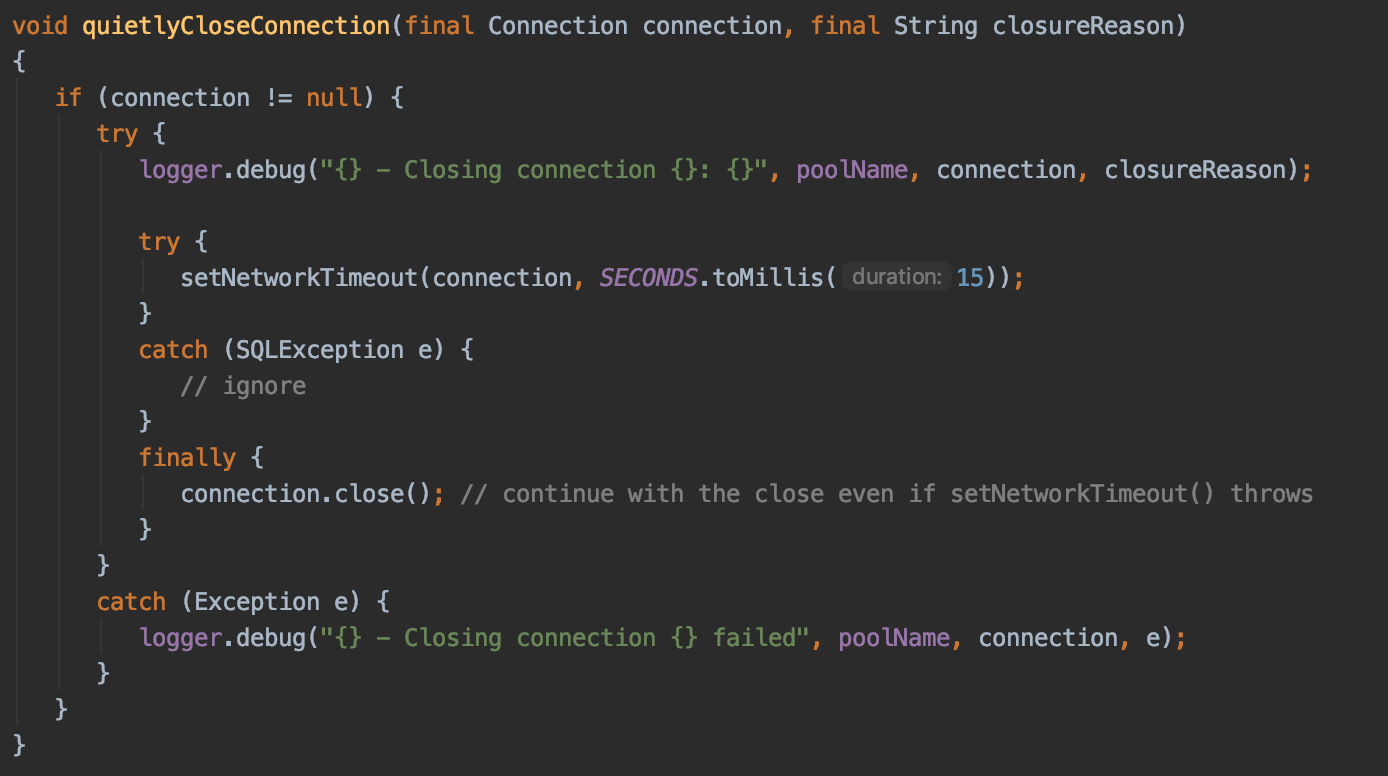 void quietlyCloseConnection(final Connection connection, final String closureReason)
{
   if (connection != null) {
      try {
         logger.debug("{} - Closing connection {}: {}", poolName, connection, closureReason);

         try {
            setNetworkTimeout(connection, SECONDS.toMillis( duration: 15));
         }
         catch (SQLException e) {
            // ignore
         }
         finally {
            connection.close(); // continue with the close even if setNetworkTimeout() throws
         }
      }
      catch (Exception e) {
         logger.debug("{} - Closing connection {} failed", poolName, connection, e);
      }
   }
}